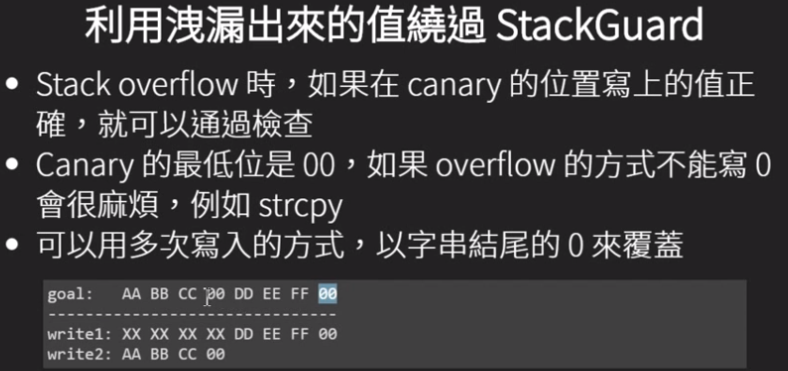 利用洩漏出來的值繞過 StackGuard
• Stack overflow 時，如果在 canary 的位置寫上的值正
確，就可以通過檢查
• Canary 的最低位是 00，如果 overflow 的方式不能寫 0
會很麻煩，例如 strcpy
• 可以用多次寫入的方式，以字串結尾的 0 來覆蓋
goal:   AA BB CC 00 DD EE FF 00
-------------------------------
write1: XX XX XX XX DD EE FF 00
write2: AA BB CC 00